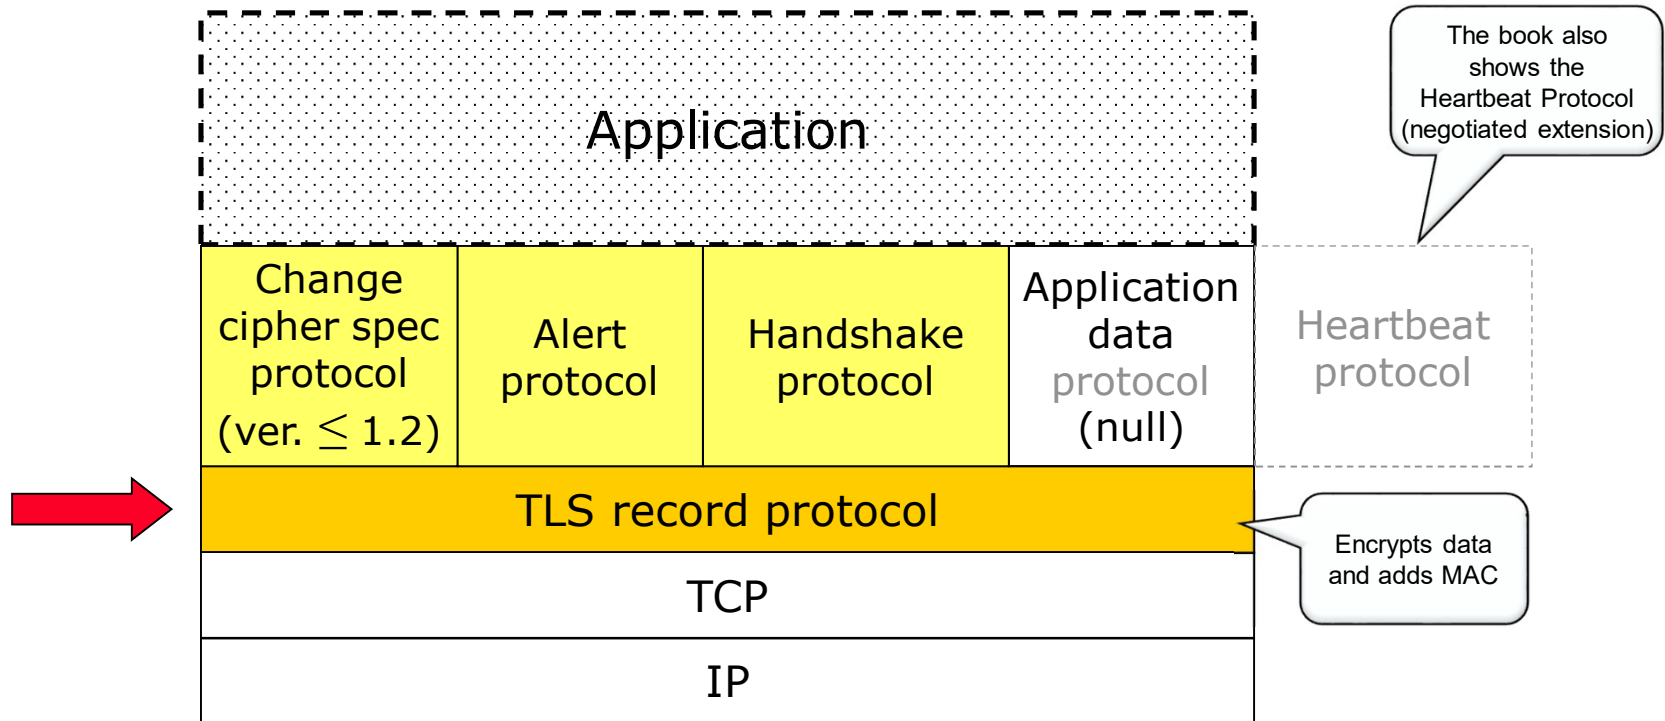 The book also
shows the
Heartbeat Protocol
(negotiated extension)
Application
Change
cipher spec
protocol
(ver. ≤ 1.2)
Alert
protocol
Handshake
protocol
Application
data
protocol
(null)
Heartbeat
protocol
TLS record protocol
Encrypts data
and adds MAC
TCP
IP